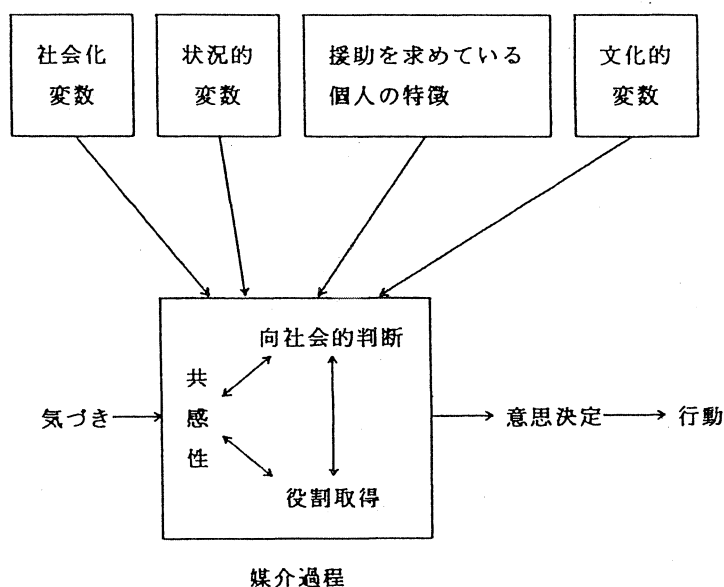 社会化
変数
状況的
変数
援助を求めている
個人の特徴
文化的
変数
向社会的判断
共
感
性
気づき
意思決定
行動
役割取得
媒介過程